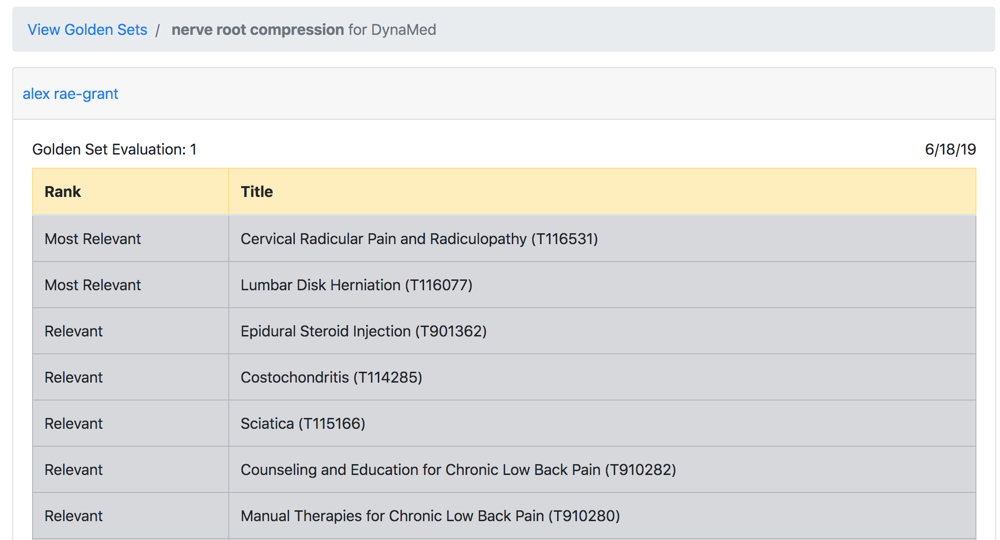 View Golden Sets / nerve root compression for DynaMed
alex rae-grant
Golden Set Evaluation: 1 6/18/19
Rank Title
Most Relevant Cervical Radicular Pain and Radiculopathy (T116531)
Most Relevant Lumbar Disk Herniation (T116077)
Relevant Epidural Steroid Injection (T901362)
Relevant Costochondritis (T114285)
Relevant Sciatica (T115166)
Relevant Counseling and Education for Chronic Low Back Pain (T910282)
Relevant Manual Therapies for Chronic Low Back Pain (T910280)